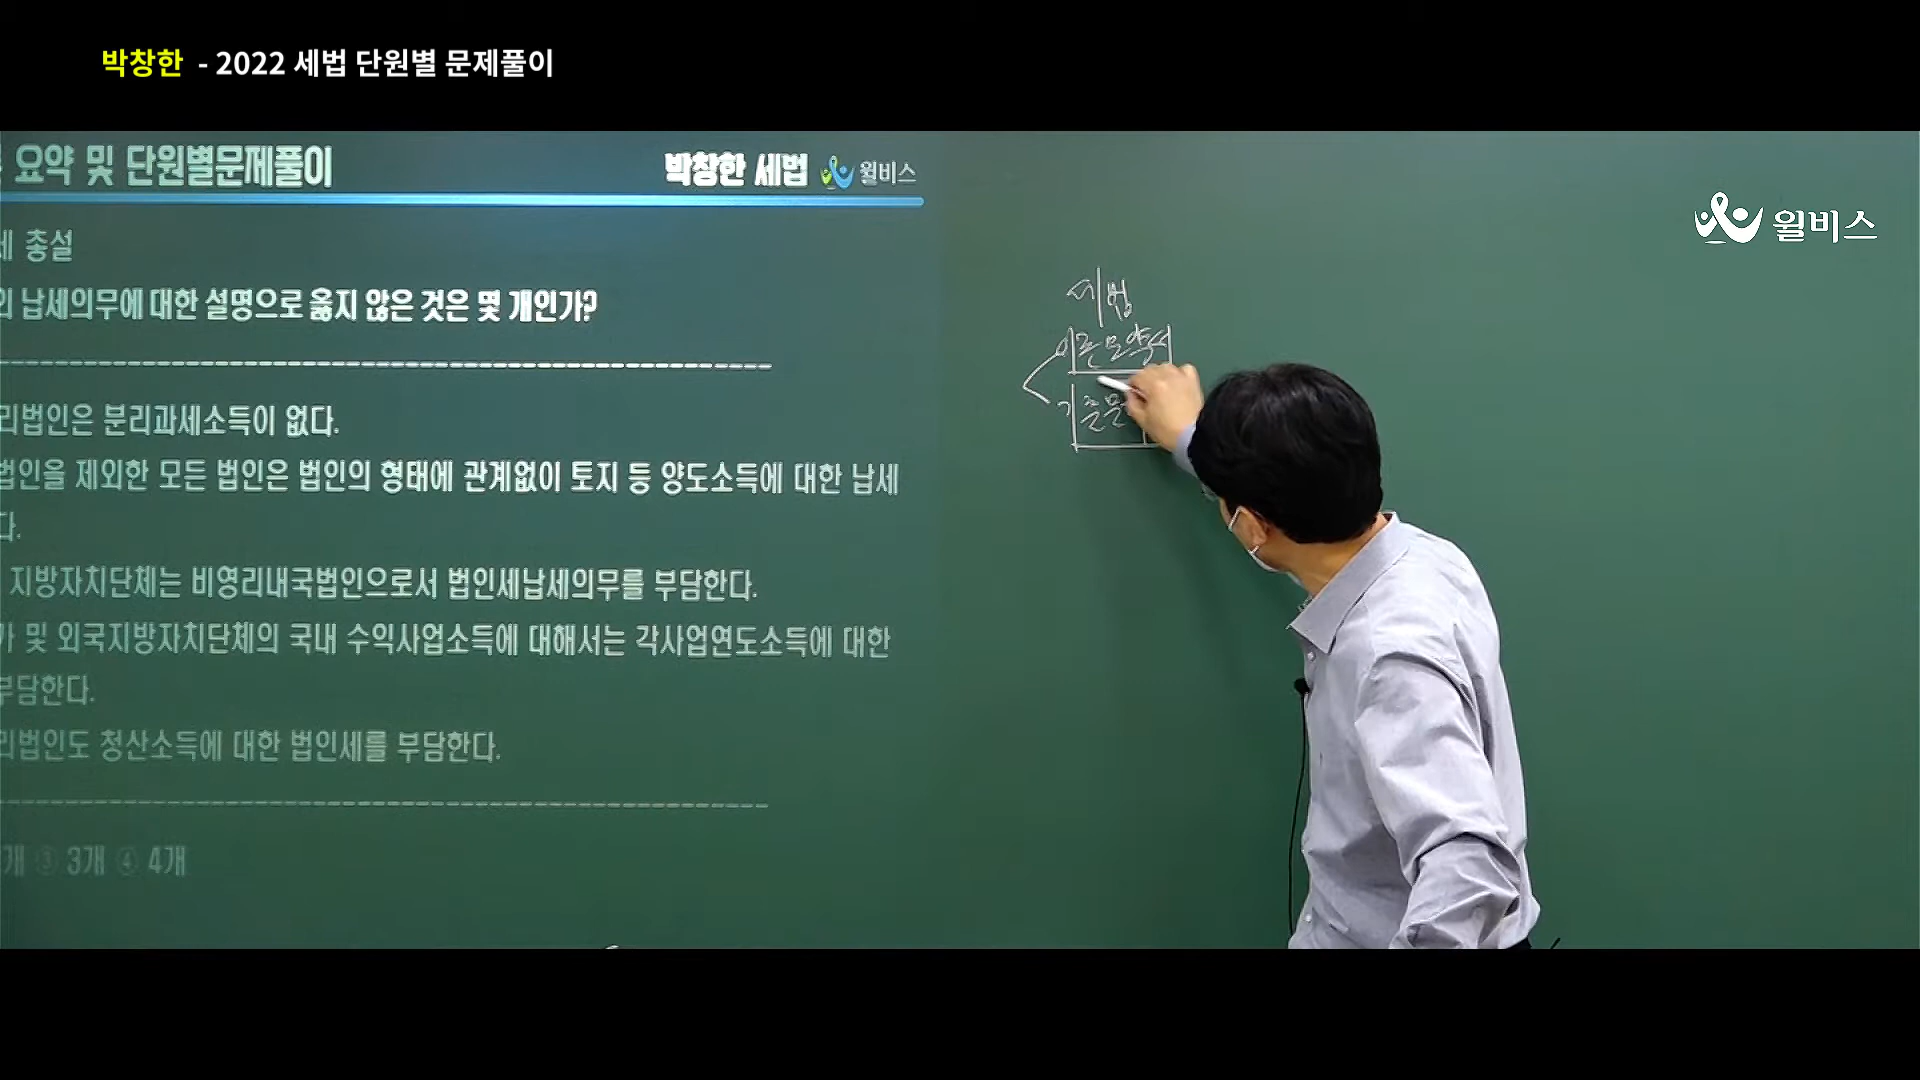 박창한 - 2022 세법 단원별 문제풀이
요약 및 단원별문제풀이
박창한 세법 윌비스
윌비스
세 총설
의 납세의무에 대한 설명으로 옳지 않은 것은 몇 개인가?
리법인은 분리과세소득이 없다.
법인을 제외한 모든 법인은 법인의 형태에 관계없이 토지 등 양도소득에 대한 납세
다.
지방자치단체는 비영리내국법인으로서 법인세납세의무를 부담한다.
가 및 외국지방자치단체의 국내 수익사업소득에 대해서는 각사업연도소득에 대한
부담한다.
리법인도 청산소득에 대한 법인세를 부담한다.
개 ③ 3개 ④ 4개
세법
이론요약서
기출문